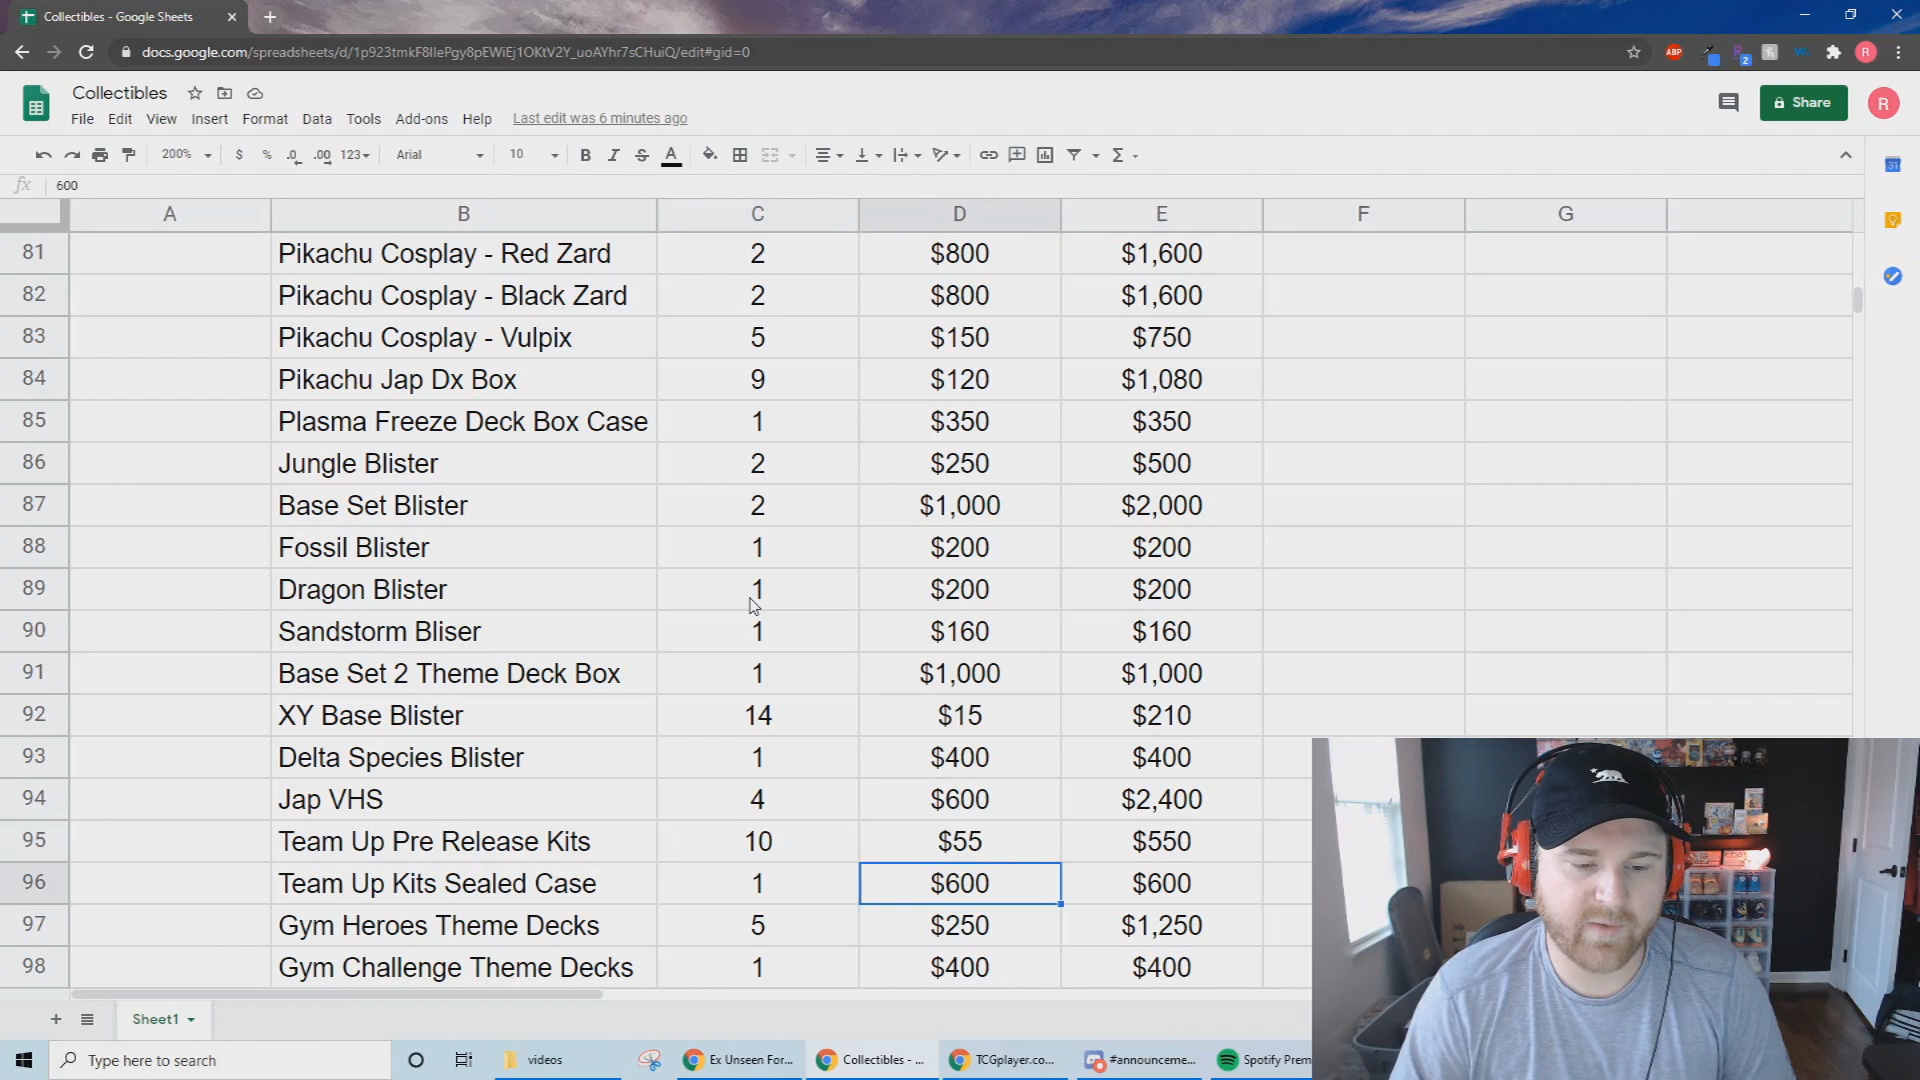 Collectibles - Google Sheets
docs.google.com/spreadsheets/d/1p923tmkF8IIePgy8pEWiEj1OKtV2Y_uoAYhr7sCHuiQ/edit#gid=0
ABP
2
R
Collectibles
File Edit View Insert Format Data Tools Add-ons Help Last edit was 6 minutes ago
Share
R
200% $ % .0 .00 123 Arial 10 B I S A
fx 600
A B C D E F G
81 Pikachu Cosplay - Red Zard 2 $800 $1,600
82 Pikachu Cosplay - Black Zard 2 $800 $1,600
83 Pikachu Cosplay - Vulpix 5 $150 $750
84 Pikachu Jap Dx Box 9 $120 $1,080
85 Plasma Freeze Deck Box Case 1 $350 $350
86 Jungle Blister 2 $250 $500
87 Base Set Blister 2 $1,000 $2,000
88 Fossil Blister 1 $200 $200
89 Dragon Blister 1 $200 $200
90 Sandstorm Bliser 1 $160 $160
91 Base Set 2 Theme Deck Box 1 $1,000 $1,000
92 XY Base Blister 14 $15 $210
93 Delta Species Blister 1 $400 $400
94 Jap VHS 4 $600 $2,400
95 Team Up Pre Release Kits 10 $55 $550
96 Team Up Kits Sealed Case 1 $600 $600
97 Gym Heroes Theme Decks 5 $250 $1,250
98 Gym Challenge Theme Decks 1 $400 $400
Sheet1
Type here to search
videos
Ex Unseen For...
Collectibles - ...
TCGplayer.co...
#announceme...
Spotify Prem